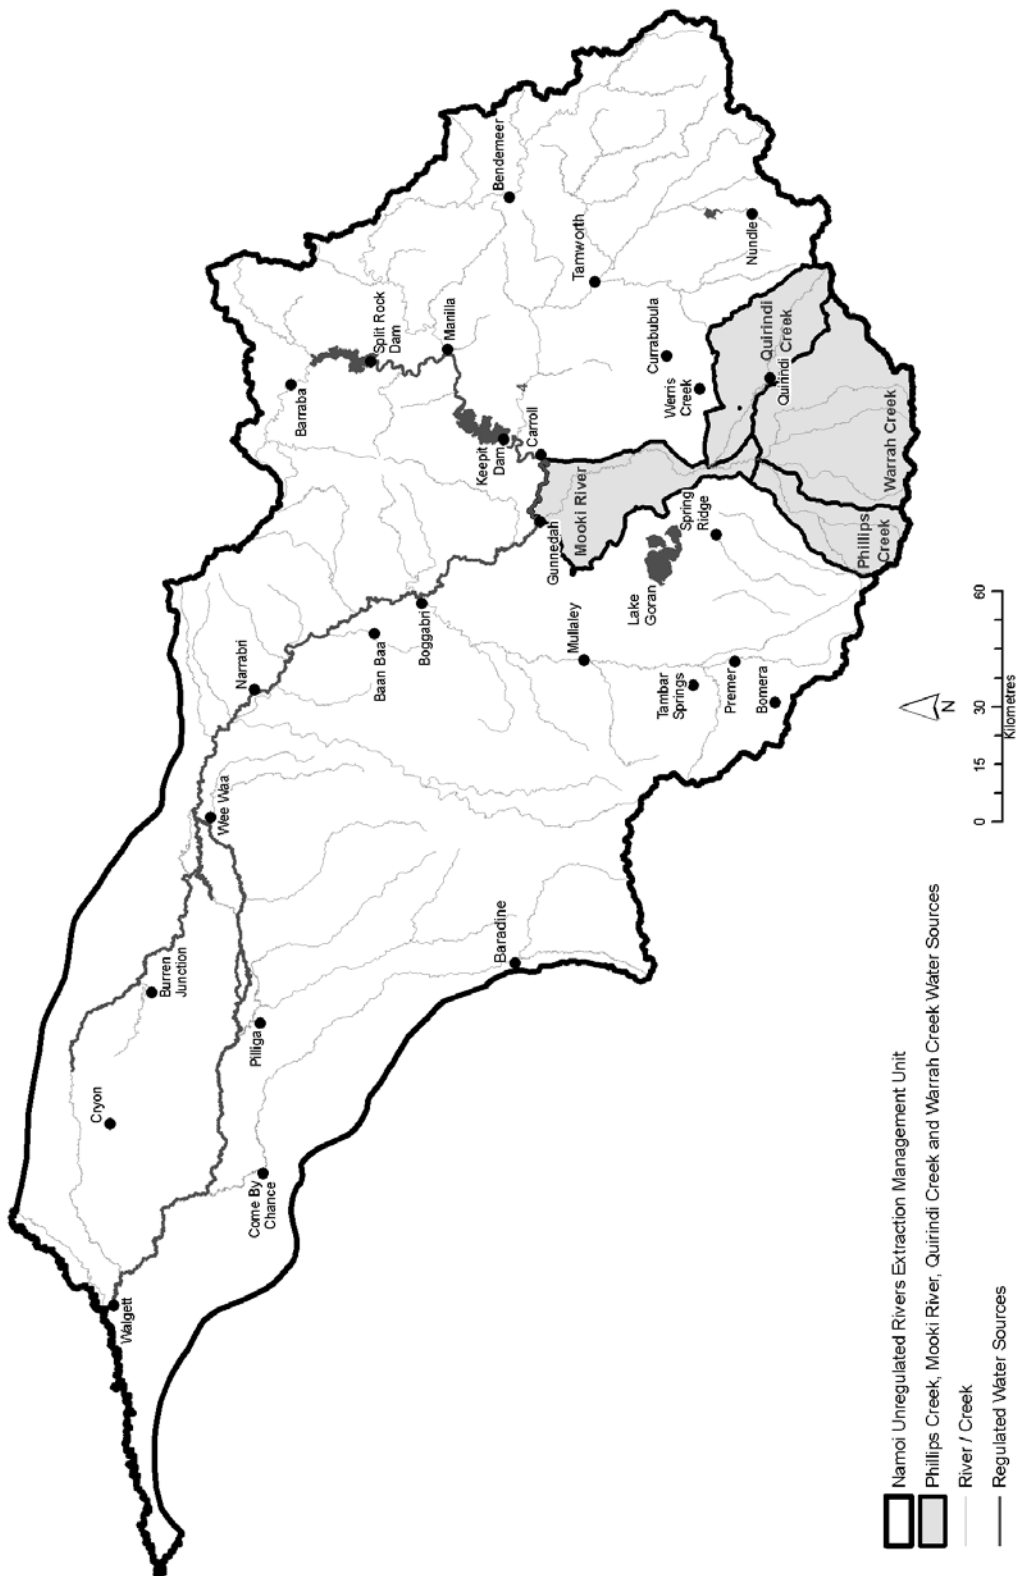 Bendemeer
Tamworth
Nundle
Split Rock
Dam
Manilla
Barraba
Currabubula
Werris
Creek
Quirindi
Quirindi Creek
4
Keepit
Dam
Carroll
Warrah Creek
Mooki River
Gunnedah
Spring
Ridge
Phillips
Creek
Lake
Goran
Mullaley
Boggabri
Baan Baa
Narrabri
Tambar
Springs
Premer
Bomera
Wee Waa
Baradine
Burren
Junction
Pilliga
Cryon
Come By
Chance
Walgett
N
0 15 30 60
Kilometres
Namoi Unregulated Rivers Extraction Management Unit
Phillips Creek, Mooki River, Quirindi Creek and Warrah Creek Water Sources
River / Creek
Regulated Water Sources